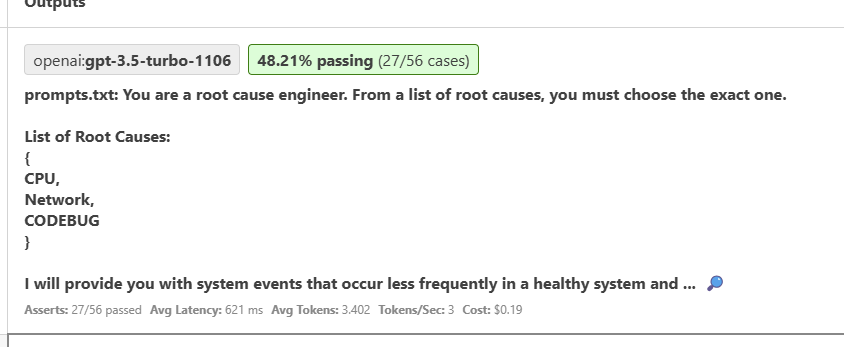 Outputs
openai:gpt-3.5-turbo-1106 48.21% passing (27/56 cases)
prompts.txt: You are a root cause engineer. From a list of root causes, you must choose the exact one.
List of Root Causes:
{
CPU,
Network,
CODEBUG
}
I will provide you with system events that occur less frequently in a healthy system and ...
Asserts: 27/56 passed Avg Latency: 621 ms Avg Tokens: 3.402 Tokens/Sec: 3 Cost: $0.19